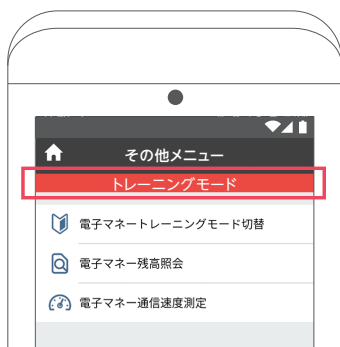 その他メニュー
トレーニングモード
電子マネートレーニングモード切替
電子マネー残高照会
電子マネー通信速度測定